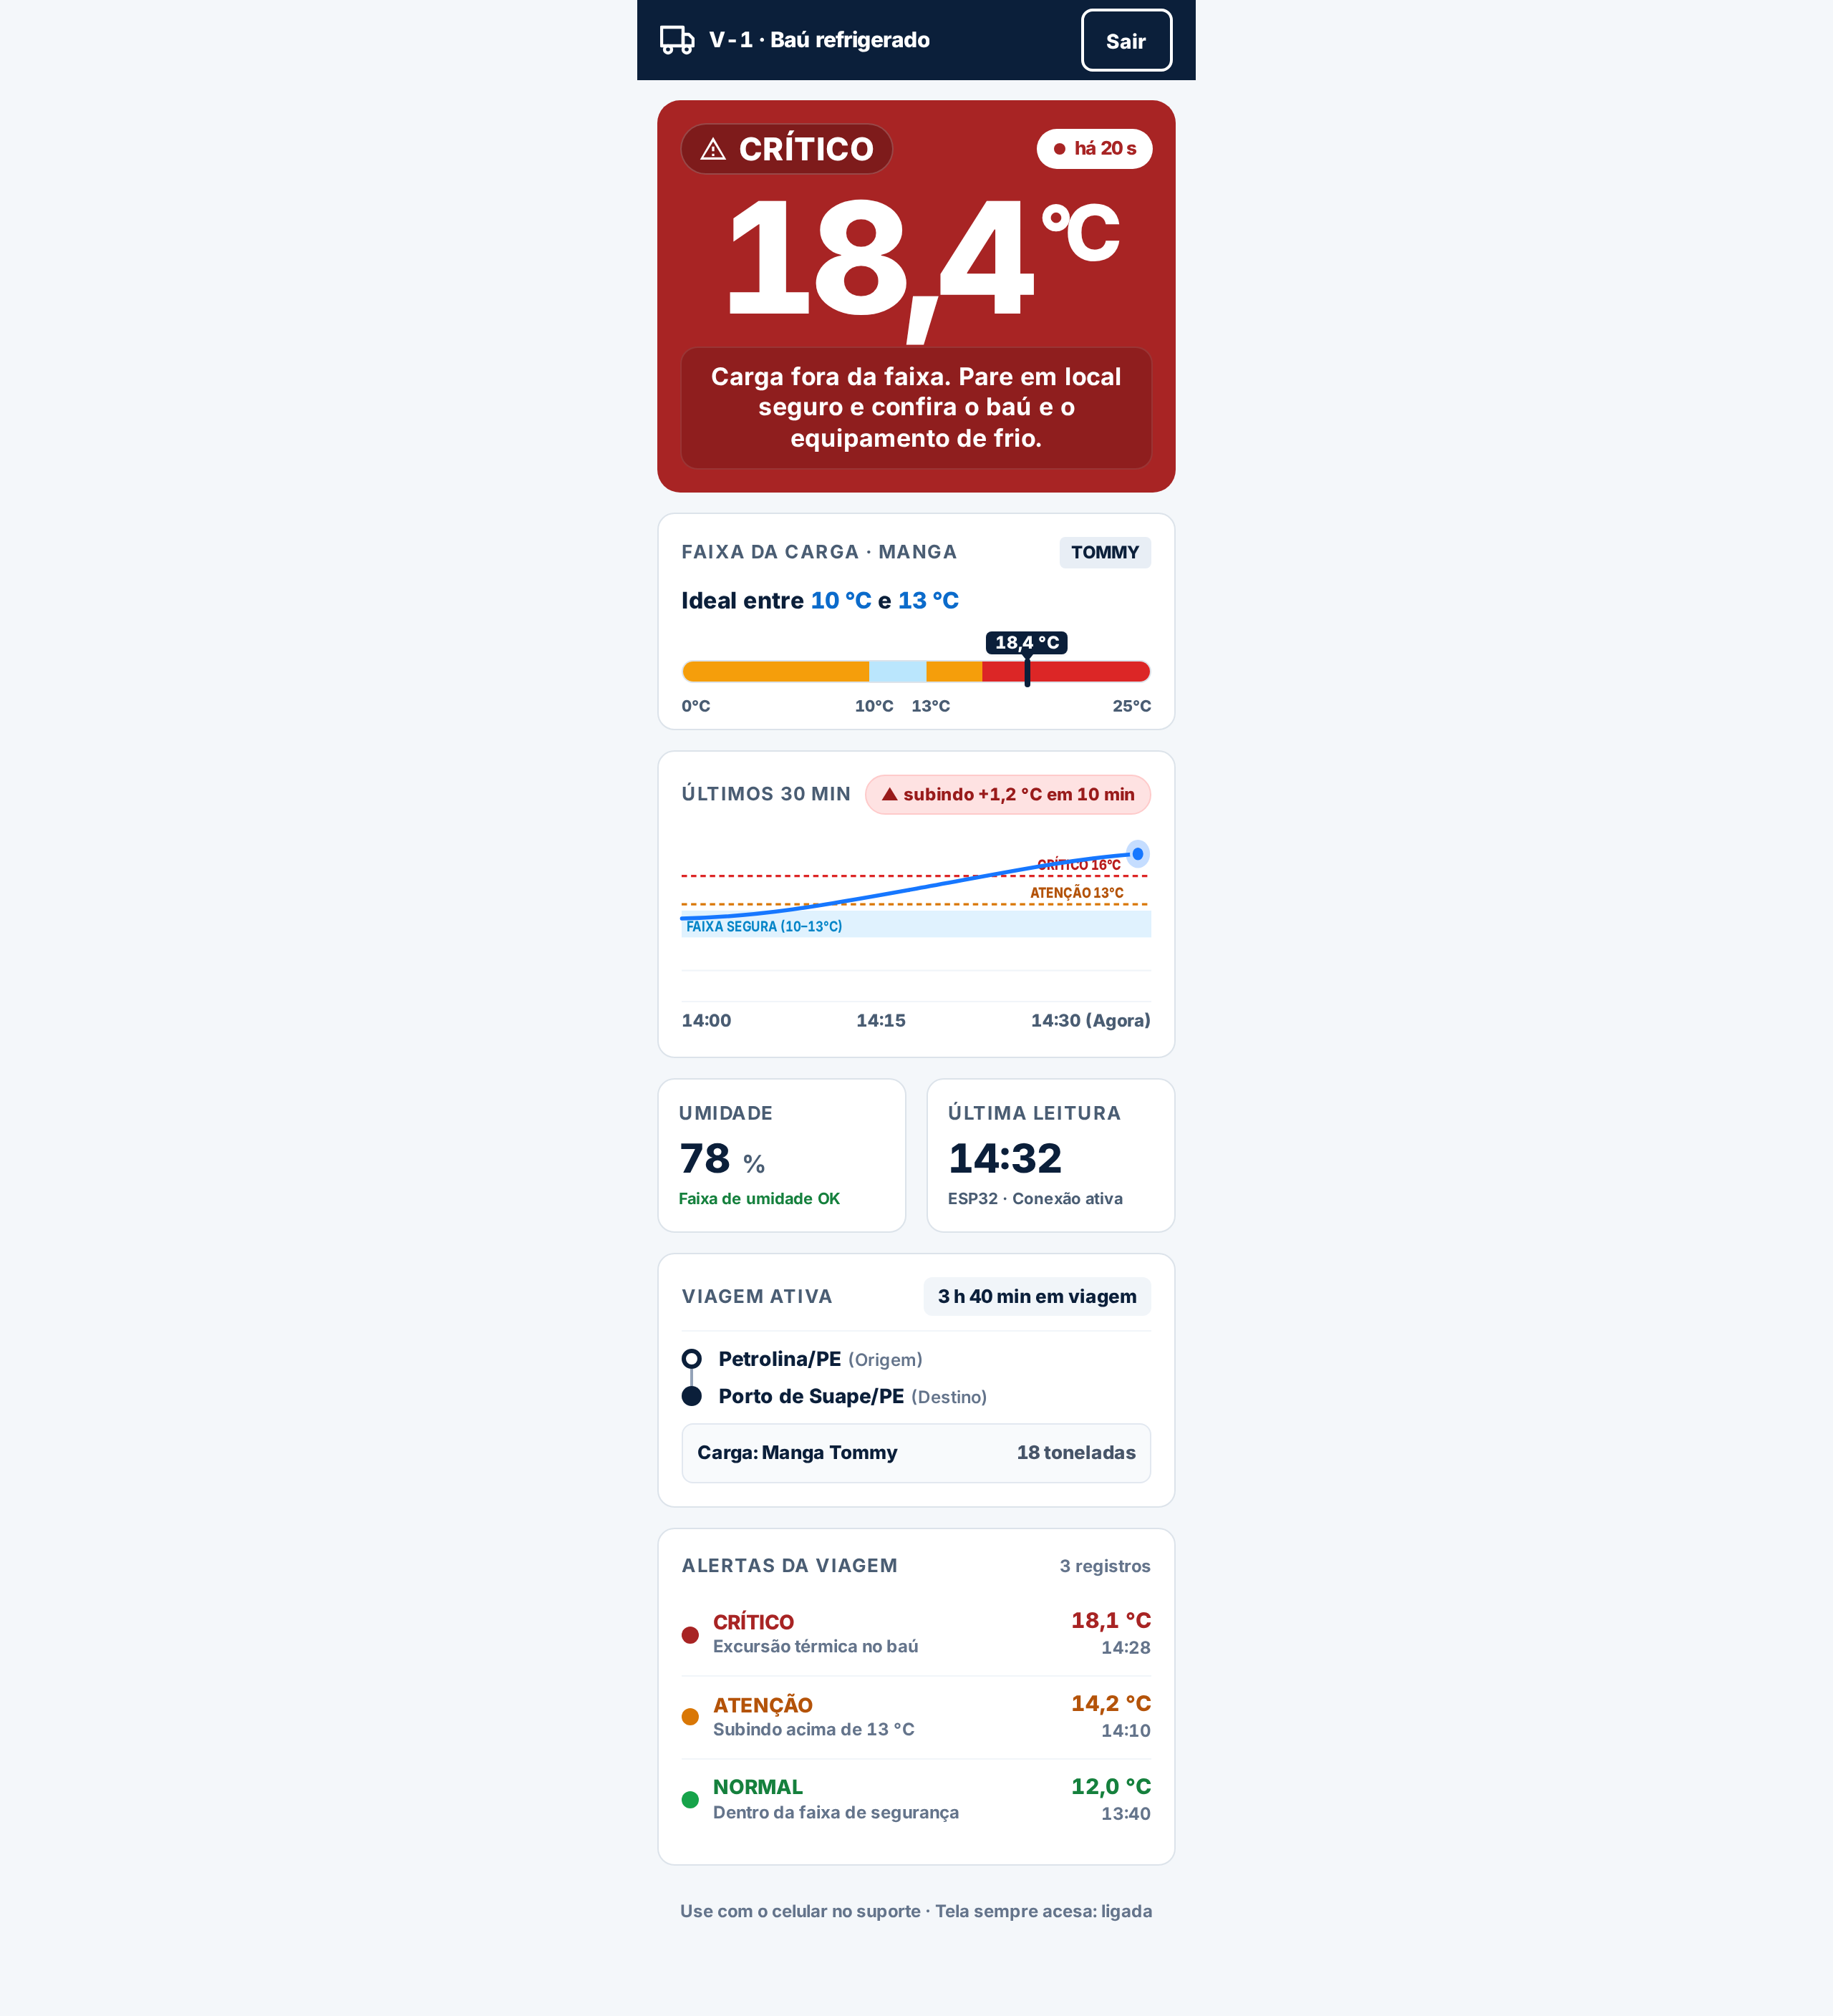 V-1 · Baú refrigerado
Sair
CRÍTICO
há 20 s
18,4°C
Carga fora da faixa. Pare em local
seguro e confira o baú e o
equipamento de frio.
FAIXA DA CARGA · MANGA
TOMMY
Ideal entre 10 °C e 13 °C
18,4 °C
0°C 10°C 13°C 25°C
ÚLTIMOS 30 MIN
▲ subindo +1,2 °C em 10 min
CRÍTICO 16°C
ATENÇÃO 13°C
FAIXA SEGURA (10–13°C)
14:00 14:15 14:30 (Agora)
UMIDADE
78 %
Faixa de umidade OK
ÚLTIMA LEITURA
14:32
ESP32 · Conexão ativa
VIAGEM ATIVA
3 h 40 min em viagem
Petrolina/PE (Origem)
Porto de Suape/PE (Destino)
Carga: Manga Tommy
18 toneladas
ALERTAS DA VIAGEM
3 registros
CRÍTICO
18,1 °C
Excursão térmica no baú
14:28
ATENÇÃO
14,2 °C
Subindo acima de 13 °C
14:10
NORMAL
12,0 °C
Dentro da faixa de segurança
13:40
Use com o celular no suporte · Tela sempre acesa: ligada